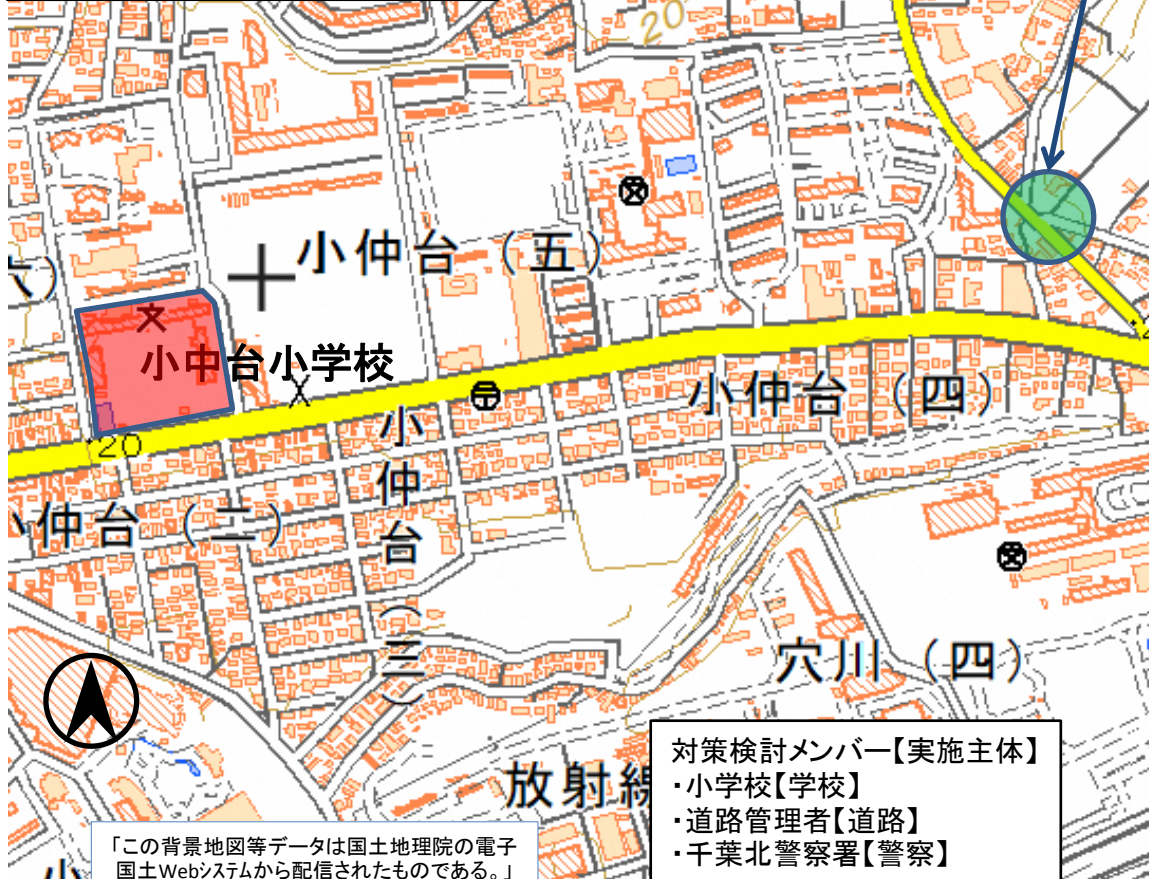 20
小仲台（五）
六）
文
小中台小学校
X
20
小仲台（四）
小仲台（三）
小仲台（二）
穴川（四）
放射線
小
対策検討メンバー【実施主体】
・小学校【学校】
・道路管理者【道路】
・千葉北警察署【警察】
「この背景地図等データは国土地理院の電子
国土Webシステムから配信されたものである。」